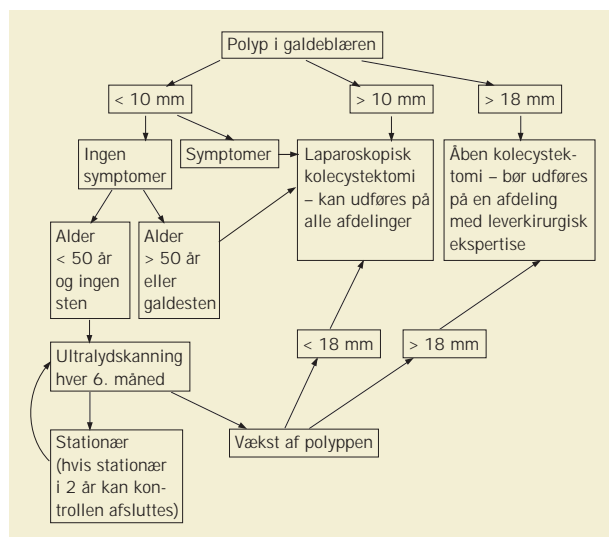 Polyp i galdeblæren
< 10 mm
> 10 mm
> 18 mm
Ingen
symptomer
Symptomer
Laparoskopisk
kolecystektomi
– kan udføres på
alle afdelinger
Åben kolecystek-
tomi – bør udføres
på en afdeling
med leverkirurgisk
ekspertise
Alder
< 50 år
og ingen
sten
Alder
> 50 år
eller
galdesten
< 18 mm
> 18 mm
Ultralydskanning
hver 6. måned
Vækst af polyppen
Stationær
(hvis stationær
i 2 år kan kon-
trollen afsluttes)